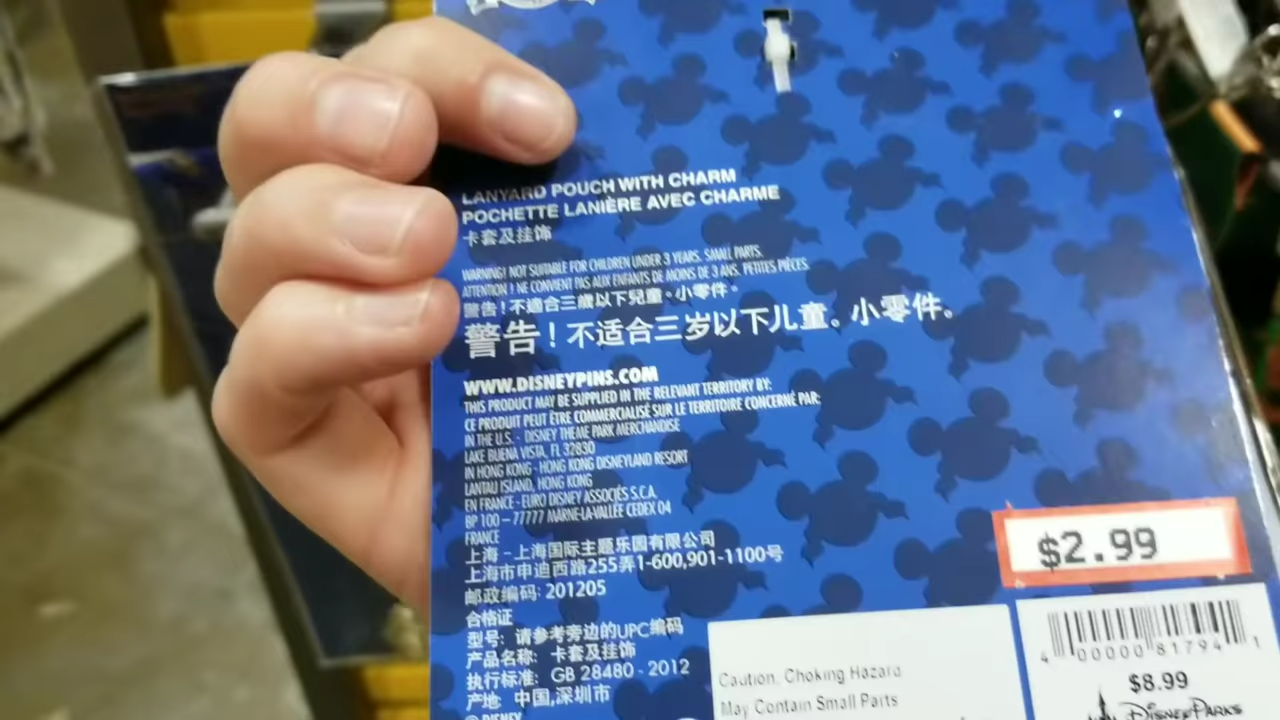 LANYARD POUCH WITH CHARM
POCHETTE LANIÈRE AVEC CHARME
卡套及挂饰
WARNING! NOT SUITABLE FOR CHILDREN UNDER 3 YEARS. SMALL PARTS.
ATTENTION ! NE CONVIENT PAS AUX ENFANTS DE MOINS DE 3 ANS. PETITES PIÈCES.
警告！不適合三歲以下兒童。小零件。
警告！不适合三岁以下儿童。小零件。
WWW.DISNEYPINS.COM
THIS PRODUCT MAY BE SUPPLIED IN THE RELEVANT TERRITORY BY:
CE PRODUIT PEUT ÊTRE COMMERCIALISÉ SUR LE TERRITOIRE CONCERNÉ PAR:
IN THE U.S. - DISNEY THEME PARK MERCHANDISE
LAKE BUENA VISTA, FL 32830
IN HONG KONG - HONG KONG DISNEYLAND RESORT
LANTAU ISLAND, HONG KONG
EN FRANCE - EURO DISNEY ASSOCIÉS S.C.A.
BP 100 – 77777 MARNE-LA-VALLÉE CEDEX 04
FRANCE
上海 - 上海国际主题乐园有限公司
上海市申迪西路255弄1-600,901-1100号
邮政编码: 201205
合格证
型号: 请参考旁边的UPC编码
产品名称: 卡套及挂饰
执行标准: GB 28480 - 2012
产地: 中国,深圳市
© DISNEY
Caution, Choking Hazard
May Contain Small Parts
$2.99
4 00000 81794 1
$8.99
DISNEYPARKS